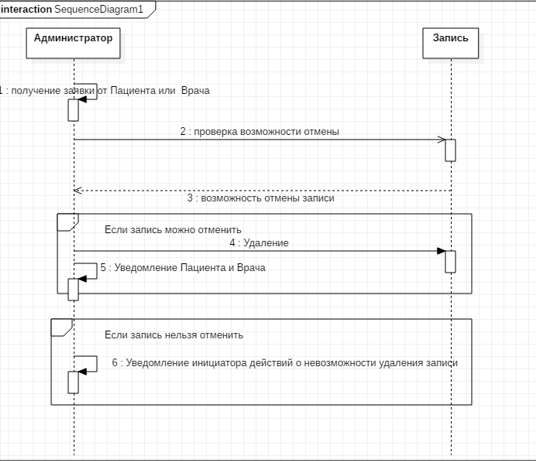 interaction SequenceDiagram1
Администратор
Запись
1 : получение заявки от Пациента или Врача
2 : проверка возможности отмены
3 : возможность отмены записи
Если запись можно отменить
4 : Удаление
5 : Уведомление Пациента и Врача
Если запись нельзя отменить
6 : Уведомление инициатора действий о невозможности удаления записи